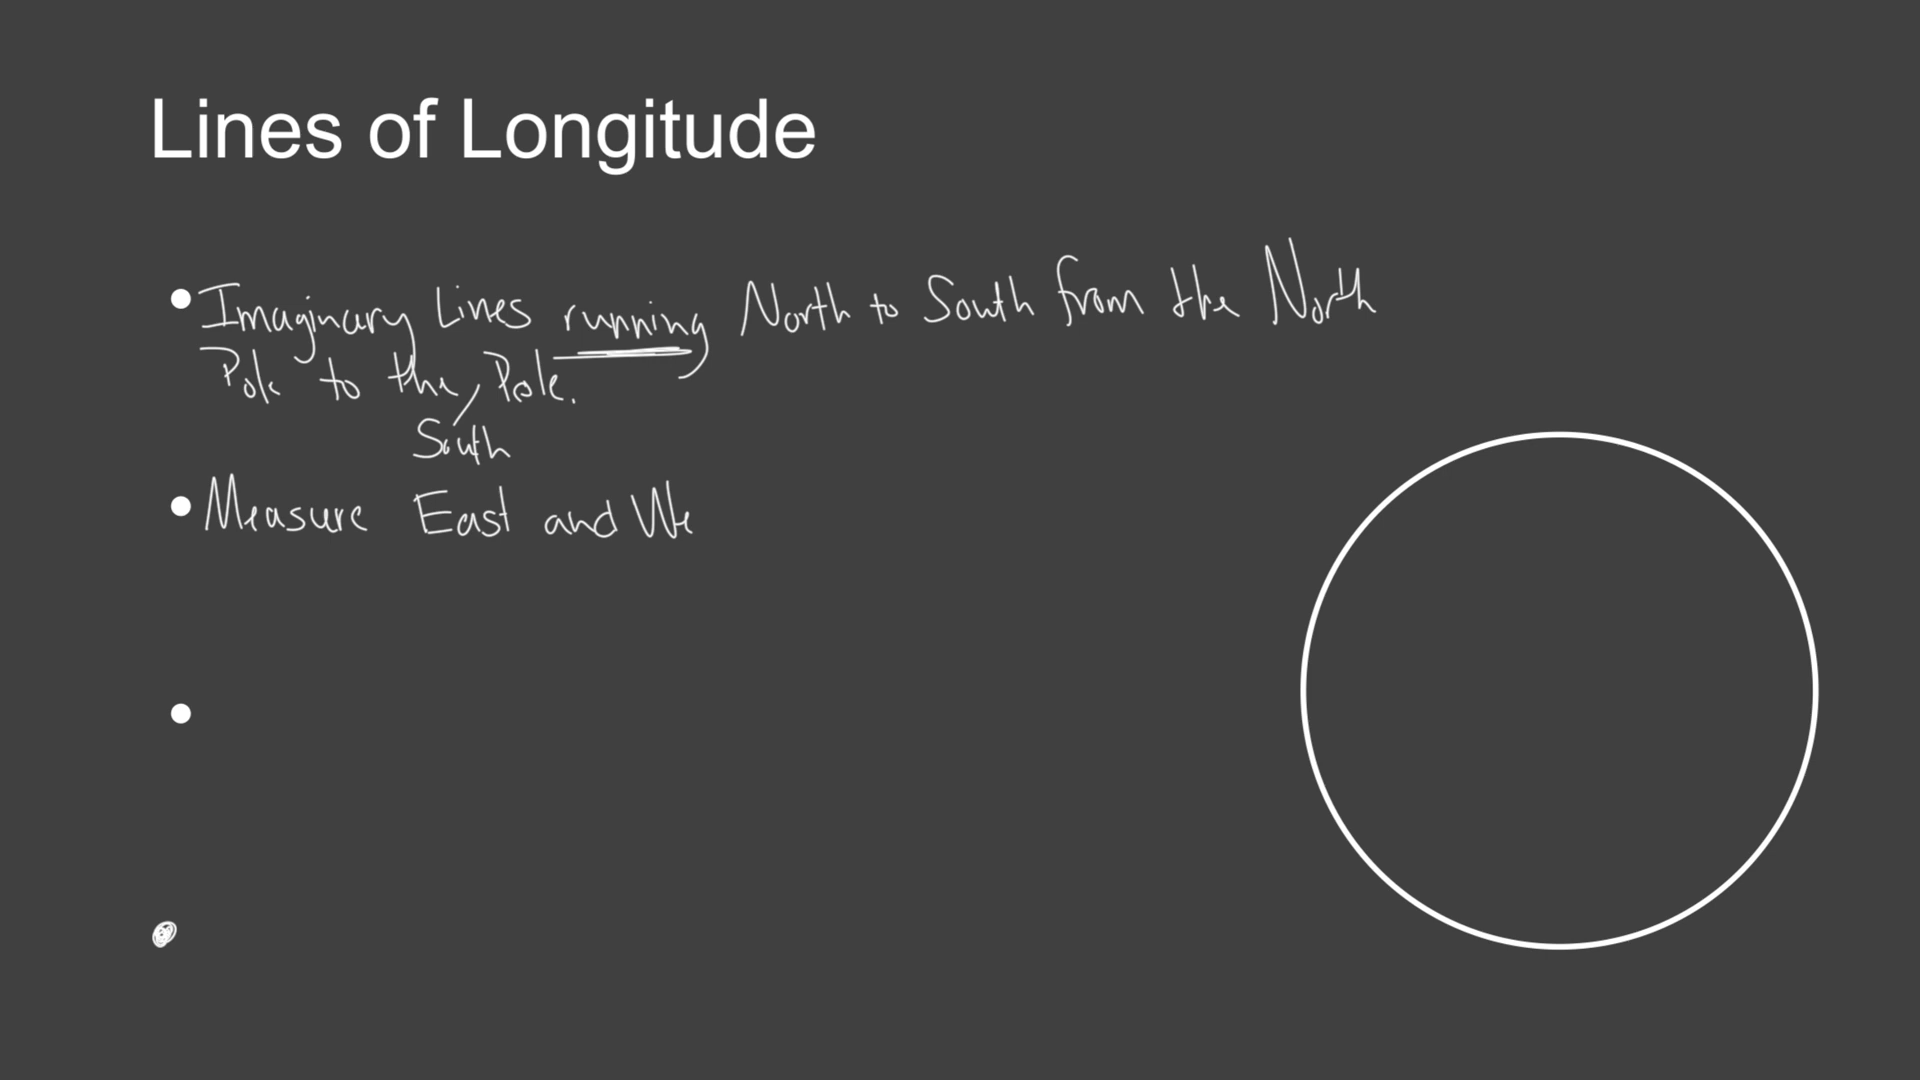 Lines of Longitude
• Imaginary Lines running North to South from the North
Pole to the Pole.
South
• Measure East and We
•
•